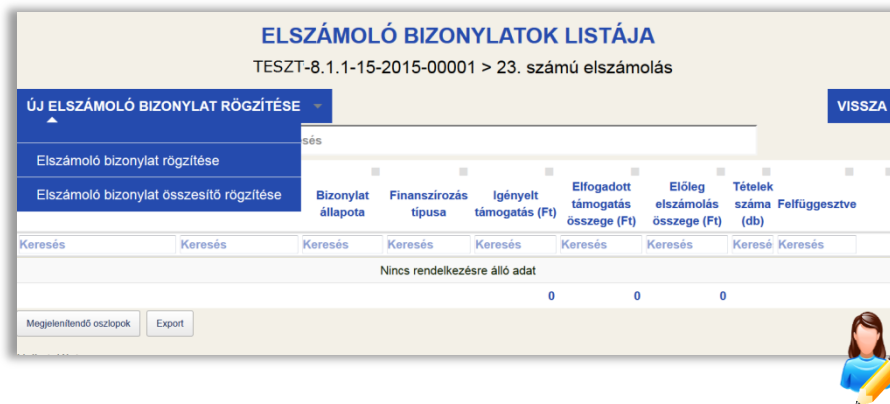 ELSZÁMOLÓ BIZONYLATOK LISTÁJA
TESZT-8.1.1-15-2015-00001 > 23. számú elszámolás
ÚJ ELSZÁMOLÓ BIZONYLAT RÖGZÍTÉSE VISSZA
Elszámoló bizonylat rögzítése
Elszámoló bizonylat összesítő rögzítése
Bizonylat állapota
Finanszírozás típusa
Igényelt támogatás (Ft)
Elfogadott támogatás összege (Ft)
Előleg elszámolás összege (Ft)
Tételek száma (db)
Felfüggesztve
Keresés Keresés Keresés Keresés Keresés Keresés Keresés Keresé Keresés
Nincs rendelkezésre álló adat
0 0 0
Megjelenítendő oszlopok Export